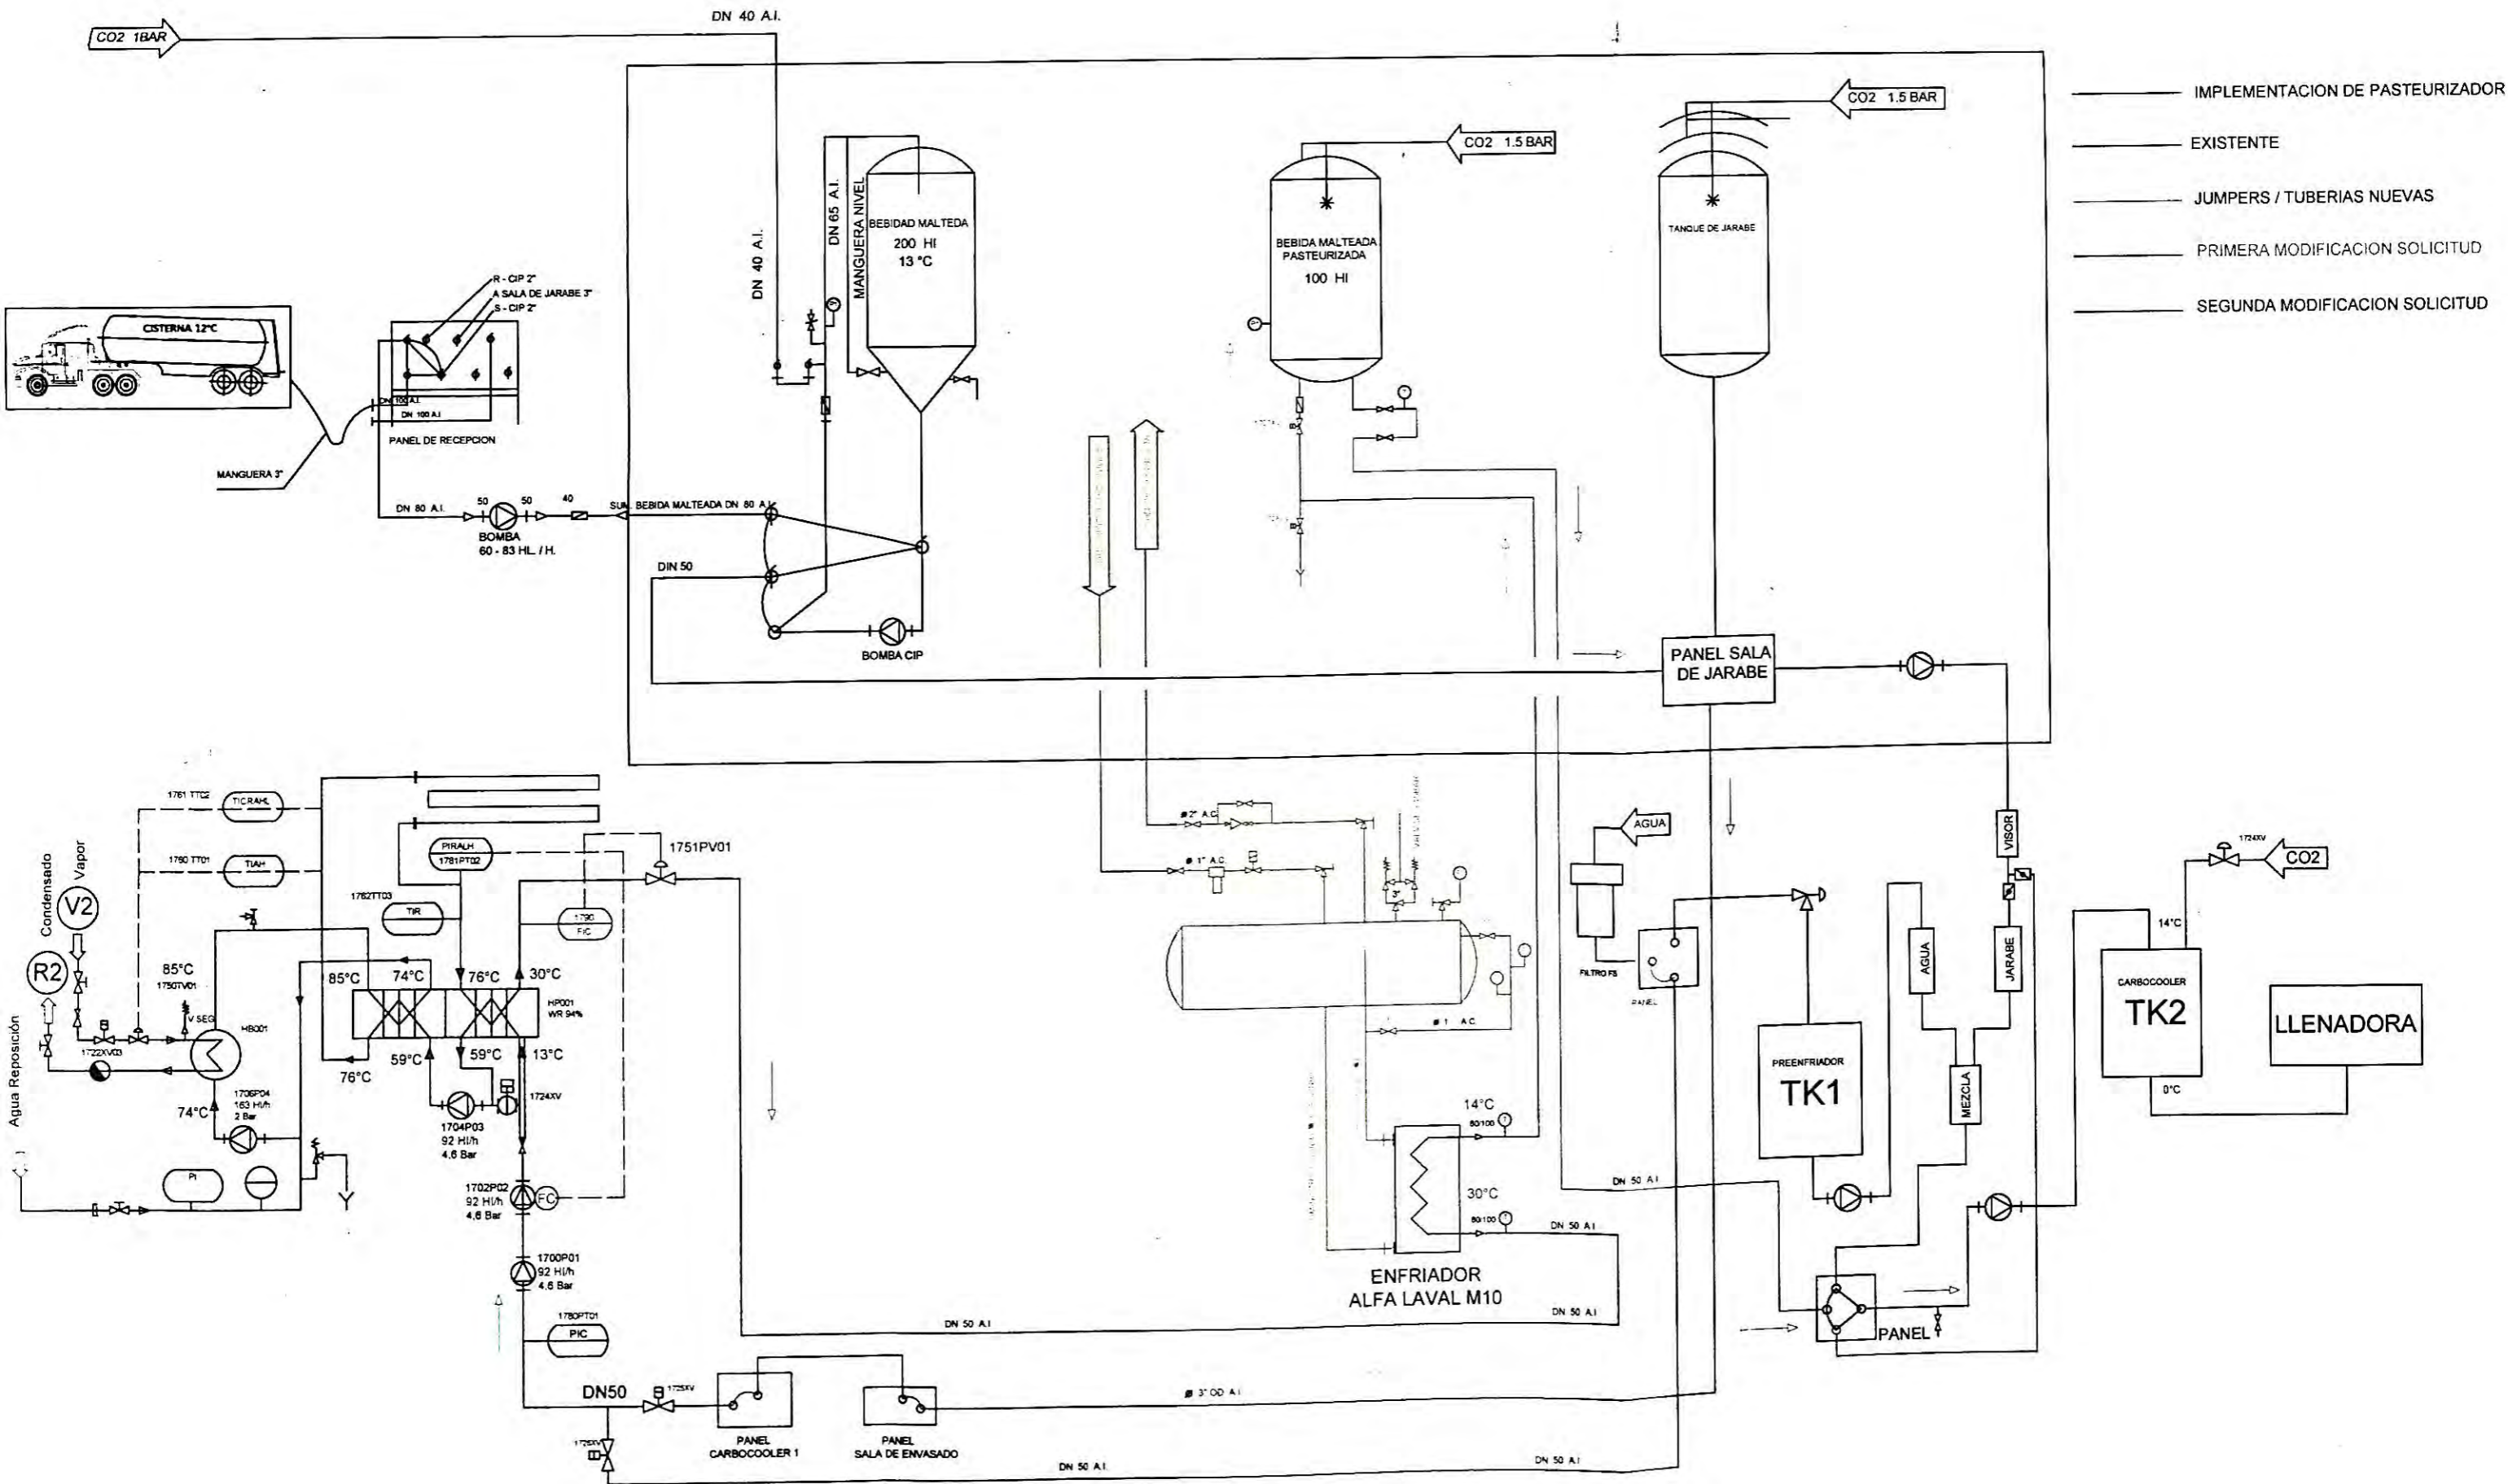 DN 40 A.I.
CO2 1BAR
CO2 1.5 BAR
CO2 1.5 BAR
IMPLEMENTACION DE PASTEURIZADOR
EXISTENTE
JUMPERS / TUBERIAS NUEVAS
PRIMERA MODIFICACION SOLICITUD
SEGUNDA MODIFICACION SOLICITUD
DN 40 A.I.
DN 65 A.I.
MANGUERA NIVEL
BEBIDAD MALTEDA
200 Hl
13 °C
BEBIDA MALTEADA
PASTEURIZADA
100 Hl
TANQUE DE JARABE
CISTERNA 12°C
R - CIP 2"
A SALA DE JARABE 3"
S - CIP 2"
DN 100 A.I.
DN 100 A.I.
PANEL DE RECEPCION
MANGUERA 3"
DN 80 A.I.
50
50
40
BOMBA
60 - 83 HL. / H.
SUM. BEBIDA MALTEADA DN 80 A.I.
DIN 50
BOMBA CIP
PANEL SALA
DE JARABE
1761 TT02
TICRAHL
1760 TT01
TIAH
PIRALH
1781PT02
1762TT03
TIR
1751PV01
1790
FIC
Condensado
Vapor
V2
R2
85°C
1750TV01
V SEG
HB001
1722XV03
1706P04
163 Hl/h
2 Bar
74°C
Agua Reposición
PI
85°C
74°C
76°C
30°C
HP001
WR 94%
76°C
59°C
59°C
13°C
1724XV
1704P03
92 Hl/h
4,6 Bar
1702P02
92 Hl/h
4,6 Bar
FC
1700P01
92 Hl/h
4,6 Bar
1780PT01
PIC
DN50
1725XV
1725XV
PANEL
CARBOCOOLER 1
PANEL
SALA DE ENVASADO
ø 3" OD A.I
DN 50 A.I.
DN 50 A.I
DN 50 A.I
DN 50 A.I
DN 50 A.I
ø 2" A.C.
ø 1" A.C.
3"
ø 1 A.C
14°C
80/100
30°C
80/100
ENFRIADOR
ALFA LAVAL M10
AGUA
FILTRO F5
PANEL
PREENFRIADOR
TK1
AGUA
VISOR
JARABE
MEZCLA
DN 50 A.I
PANEL
1724XV
CO2
14°C
CARBOCOOLER
TK2
0°C
LLENADORA